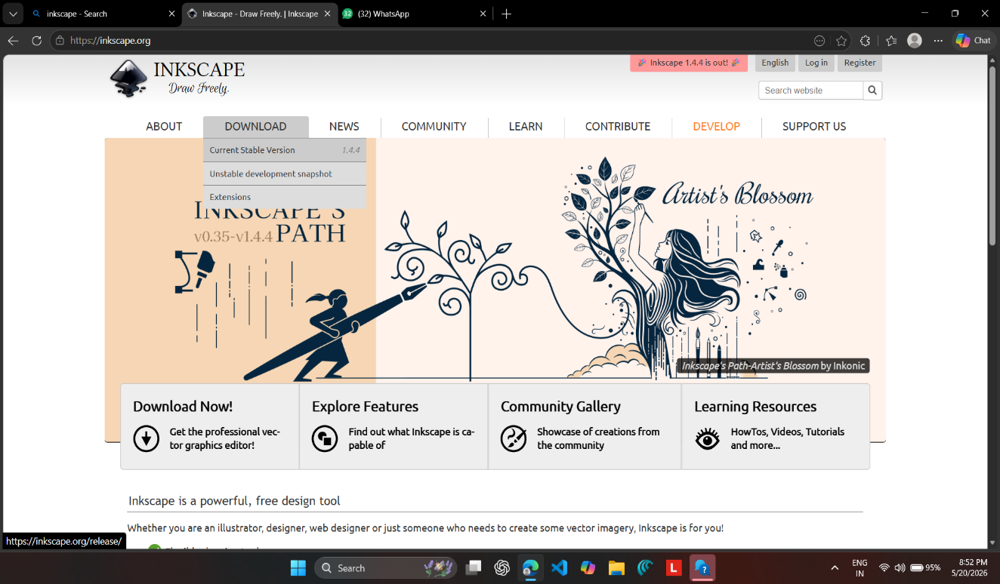 inkscape - Search
Inkscape - Draw Freely. | Inkscape
32
(32) WhatsApp
https://inkscape.org
Chat
INKSCAPE
Draw Freely.
Inkscape 1.4.4 is out!
English
Log in
Register
Search website
ABOUT
DOWNLOAD
NEWS
COMMUNITY
LEARN
CONTRIBUTE
DEVELOP
SUPPORT US
Current Stable Version 1.4.4
Unstable development snapshot
Extensions
INKSCAPE'S
v0.35-v1.4.4 PATH
Artist's Blossom
Inkscape's Path-Artist's Blossom by Inkonic
Download Now!
Get the professional vec-
tor graphics editor!
Explore Features
Find out what Inkscape is ca-
pable of
Community Gallery
Showcase of creations from
the community
Learning Resources
HowTos, Videos, Tutorials
and more...
Inkscape is a powerful, free design tool
Whether you are an illustrator, designer, web designer or just someone who needs to create some vector imagery, Inkscape is for you!
https://inkscape.org/release/
Search
L
?
ENG
IN
95%
8:52 PM
5/20/2026